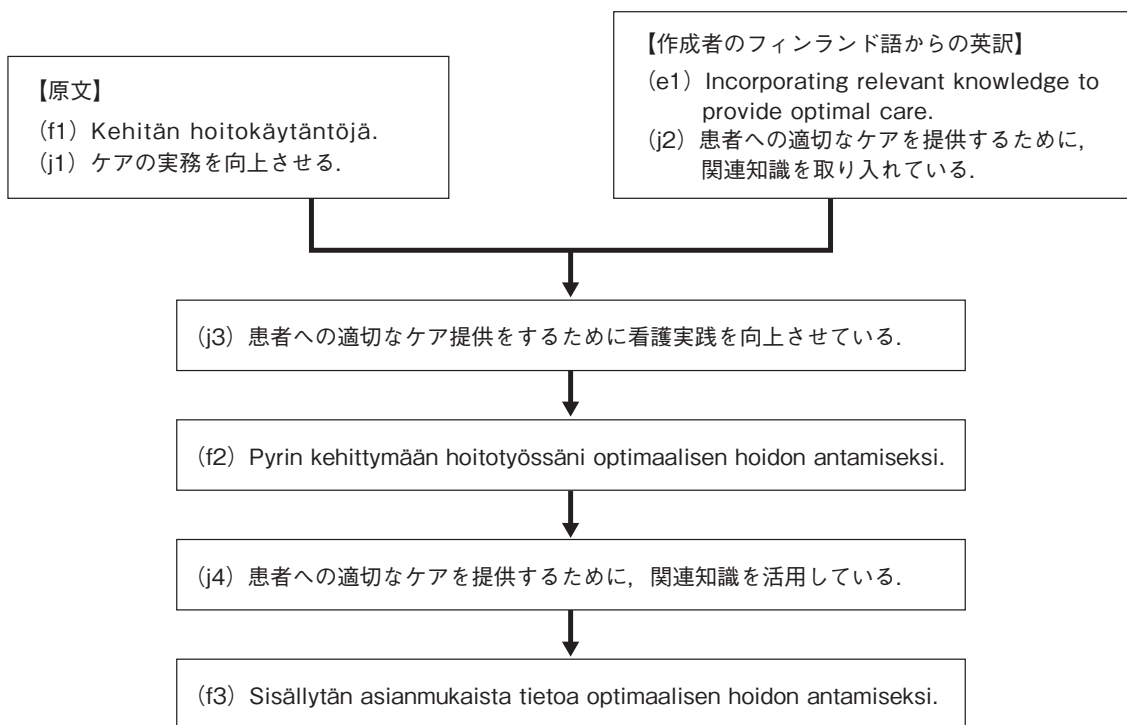 【原文】
(f1) Kehitän hoitokäytäntöjä.
(j1) ケアの実務を向上させる.
【作成者のフィンランド語からの英訳】
(e1) Incorporating relevant knowledge to
provide optimal care.
(j2) 患者への適切なケアを提供するために,
関連知識を取り入れている.
(j3) 患者への適切なケア提供をするために看護実践を向上させている.
(f2) Pyrin kehittymään hoitotyössäni optimaalisen hoidon antamiseksi.
(j4) 患者への適切なケアを提供するために, 関連知識を活用している.
(f3) Sisällytän asianmukaista tietoa optimaalisen hoidon antamiseksi.